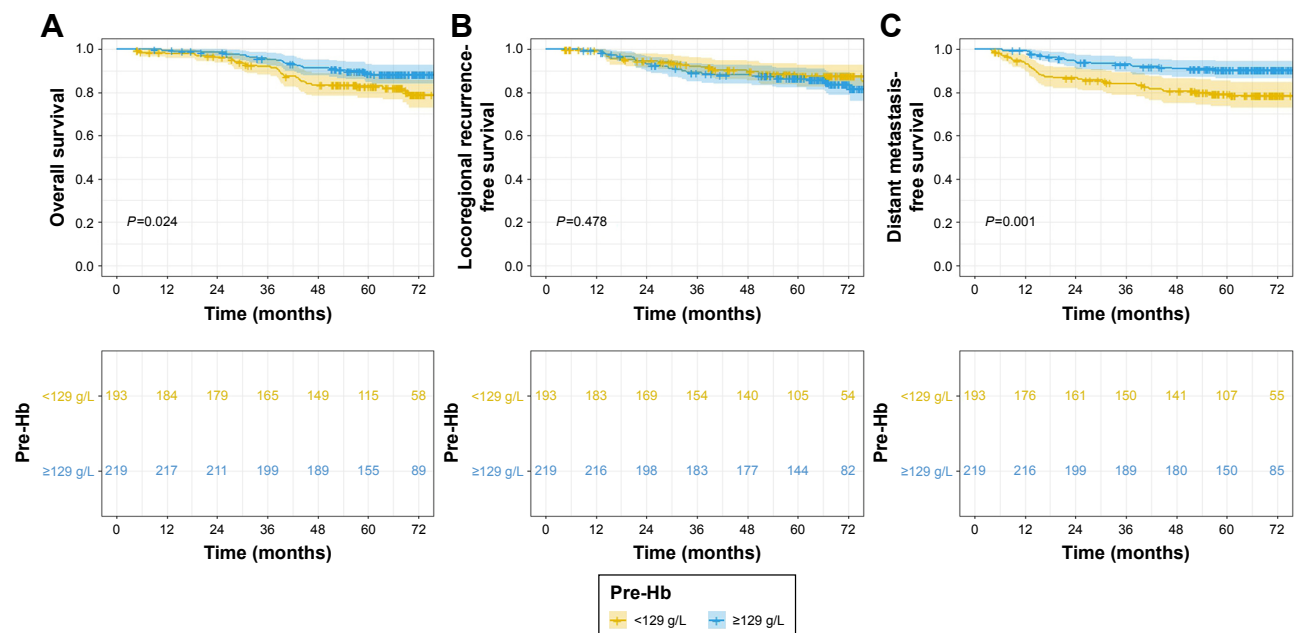 A
Overall survival
1.0
0.8
0.6
0.4
0.2
0.0
P=0.024
0 12 24 36 48 60 72
Time (months)
B
Locoregional recurrence-
free survival
1.0
0.8
0.6
0.4
0.2
0.0
P=0.478
0 12 24 36 48 60 72
Time (months)
C
Distant metastasis-
free survival
1.0
0.8
0.6
0.4
0.2
0.0
P=0.001
0 12 24 36 48 60 72
Time (months)
Pre-Hb
<129 g/L 193 184 179 165 149 115 58
≥129 g/L 219 217 211 199 189 155 89
0 12 24 36 48 60 72
Time (months)
Pre-Hb
<129 g/L 193 183 169 154 140 105 54
≥129 g/L 219 216 198 183 177 144 82
0 12 24 36 48 60 72
Time (months)
Pre-Hb
<129 g/L 193 176 161 150 141 107 55
≥129 g/L 219 216 199 189 180 150 85
0 12 24 36 48 60 72
Time (months)
Pre-Hb
<129 g/L ≥129 g/L